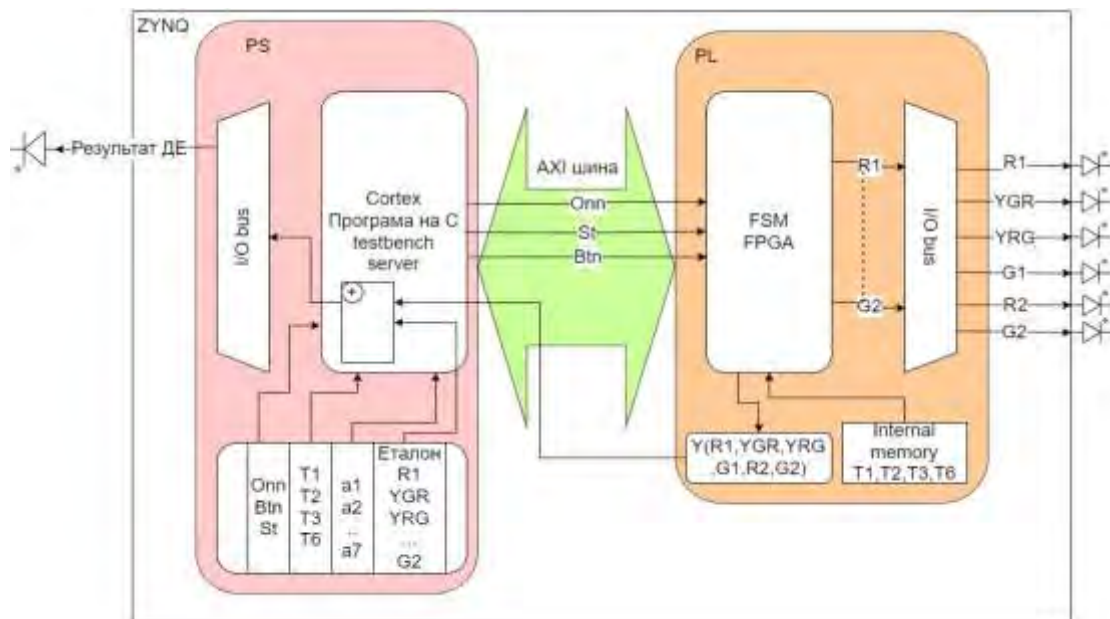 ZYNQ
PS
PL
Результат ДЕ
I/O bus
Cortex
Програма на С
testbench
server
+
АХІ шина
Onn
St
Btn
FSM
FPGA
R1
G2
I/O bus
R1
YGR
YRG
G1
R2
G2
Onn
Btn
St
T1
T2
T3
T6
a1
a2
..
a7
Еталон
R1
YGR
YRG
...
G2
Y(R1,YGR,YRG
,G1,R2,G2)
Internal
memory
T1,T2,T3,T6